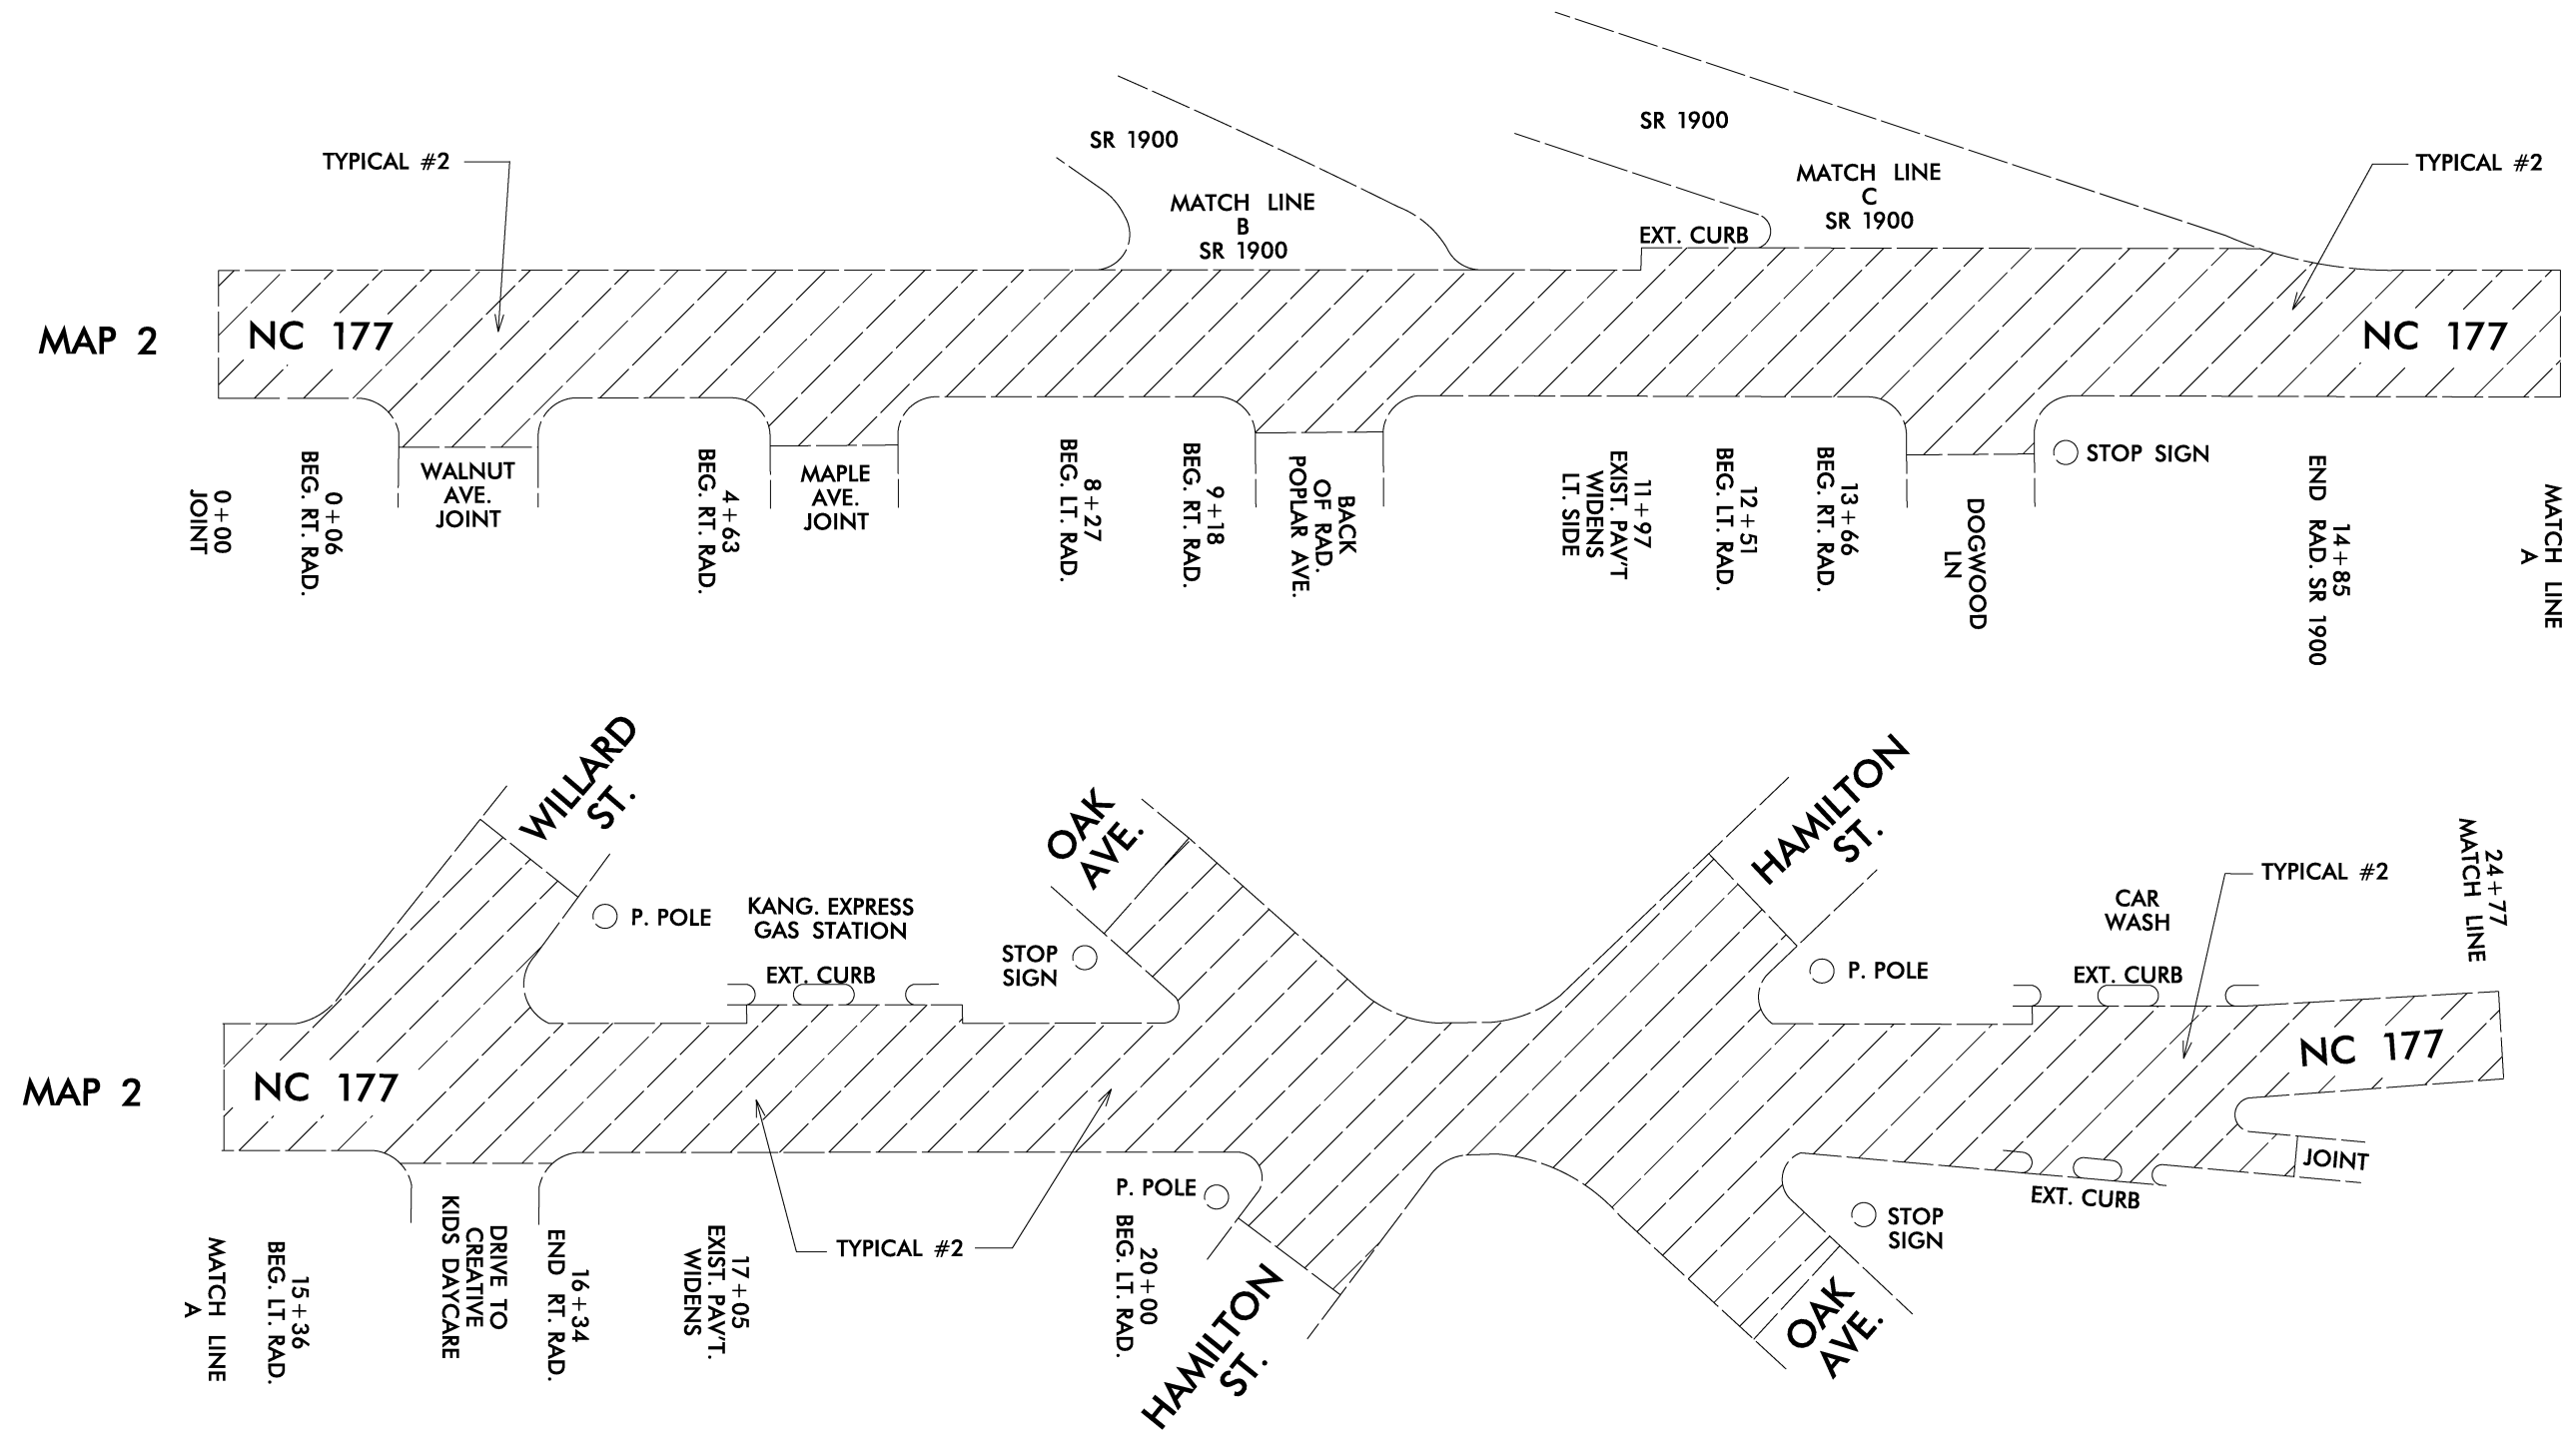 SR 1900
SR 1900
TYPICAL #2
TYPICAL #2
MATCH LINE
B
SR 1900
MATCH LINE
C
SR 1900
EXT. CURB
MAP 2
NC 177
NC 177
WALNUT
AVE.
JOINT
MAPLE
AVE.
JOINT
STOP SIGN
0+00
JOINT
0+06
BEG. RT. RAD.
4+63
BEG. RT. RAD.
8+27
BEG. LT. RAD.
9+18
BEG. RT. RAD.
BACK
OF RAD.
POPLAR AVE.
11+97
EXIST. PAV'T
WIDENS
LT. SIDE
12+51
BEG. LT. RAD.
13+66
BEG. RT. RAD.
DOGWOOD
LN
14+85
END RAD. SR 1900
MATCH LINE
A
WILLARD
ST.
P. POLE
KANG. EXPRESS
GAS STATION
EXT. CURB
OAK
AVE.
STOP
SIGN
HAMILTON
ST.
P. POLE
CAR
WASH
EXT. CURB
TYPICAL #2
24+77
MATCH LINE
MAP 2
NC 177
NC 177
JOINT
EXT. CURB
STOP
SIGN
OAK
AVE.
P. POLE
TYPICAL #2
HAMILTON
ST.
MATCH LINE
A
15+36
BEG. LT. RAD.
DRIVE TO
CREATIVE
KIDS DAYCARE
16+34
END RT. RAD.
17+05
EXIST. PAV'T.
WIDENS
20+00
BEG. LT. RAD.